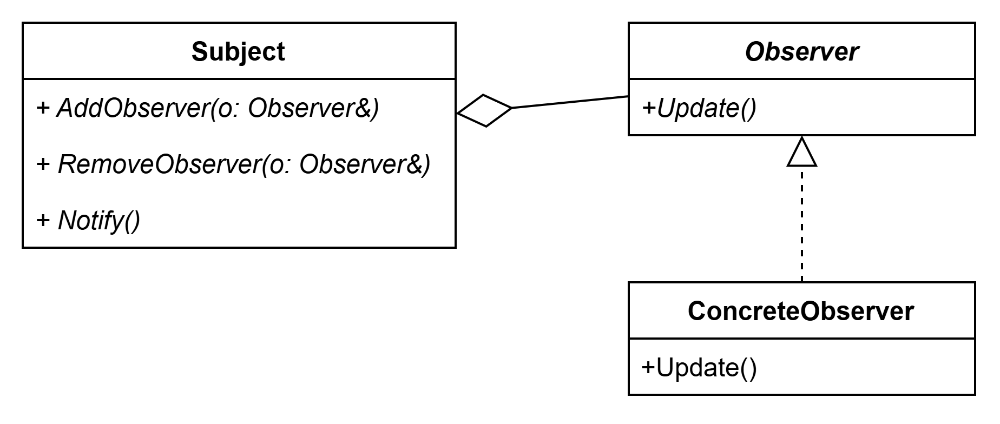 Subject
+ AddObserver(o: Observer&)
+ RemoveObserver(o: Observer&)
+ Notify()
Observer
+Update()
ConcreteObserver
+Update()